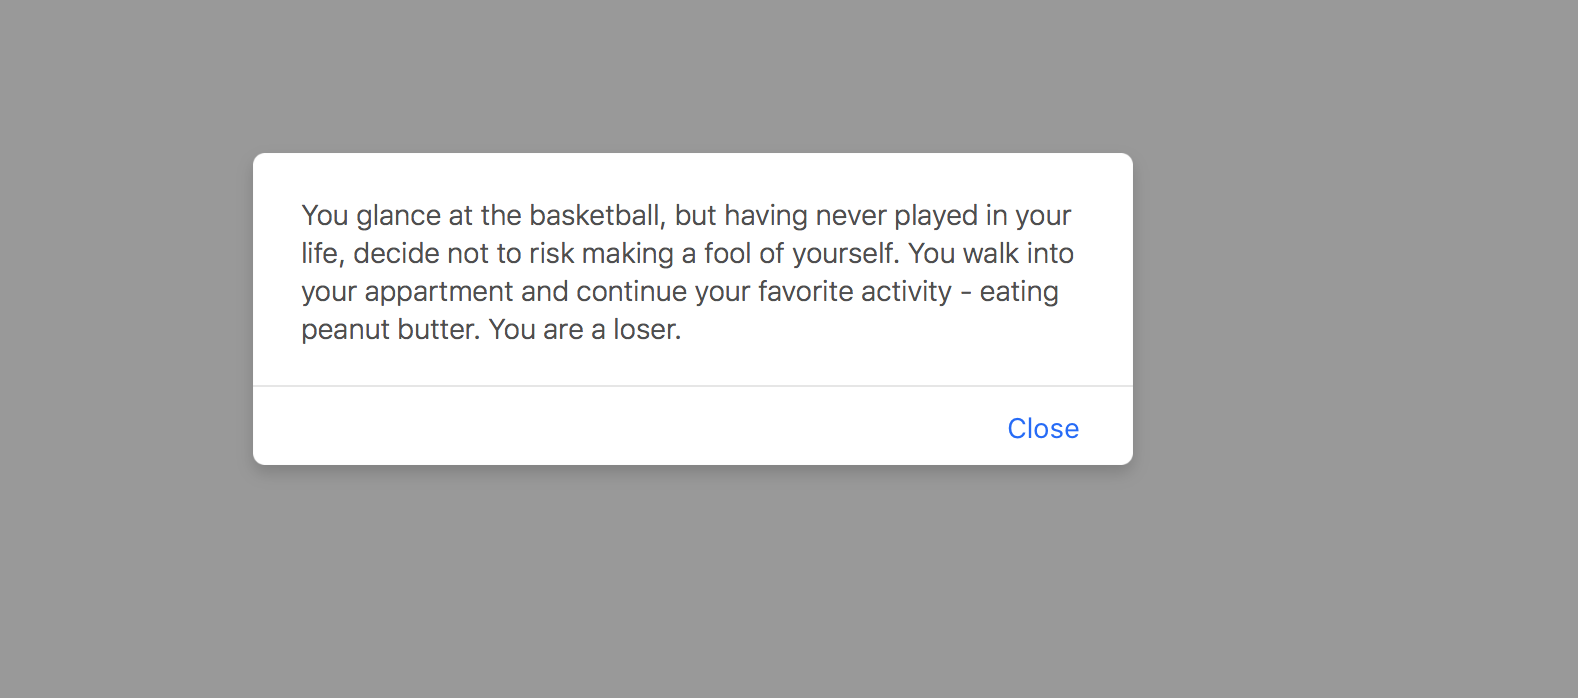 You glance at the basketball, but having never played in your
life, decide not to risk making a fool of yourself. You walk into
your appartment and continue your favorite activity - eating
peanut butter. You are a loser.
Close